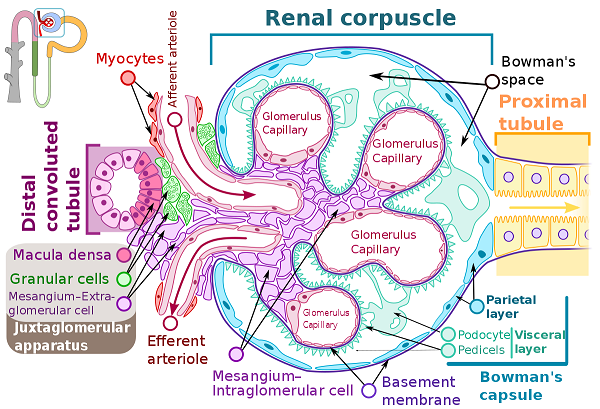 Renal corpuscle
Myocytes
Afferent arteriole
Bowman's
space
Proximal
tubule
Glomerulus
Capillary
Glomerulus
Capillary
Glomerulus
Capillary
Glomerulus
Capillary
Distal
convoluted
tubule
Macula densa
Granular cells
Mesangium–Extra-
glomerular cell
Juxtaglomerular
apparatus
Efferent
arteriole
Mesangium–
Intraglomerular cell
Basement
membrane
Parietal
layer
Podocyte
Pedicels
Visceral
layer
Bowman's
capsule